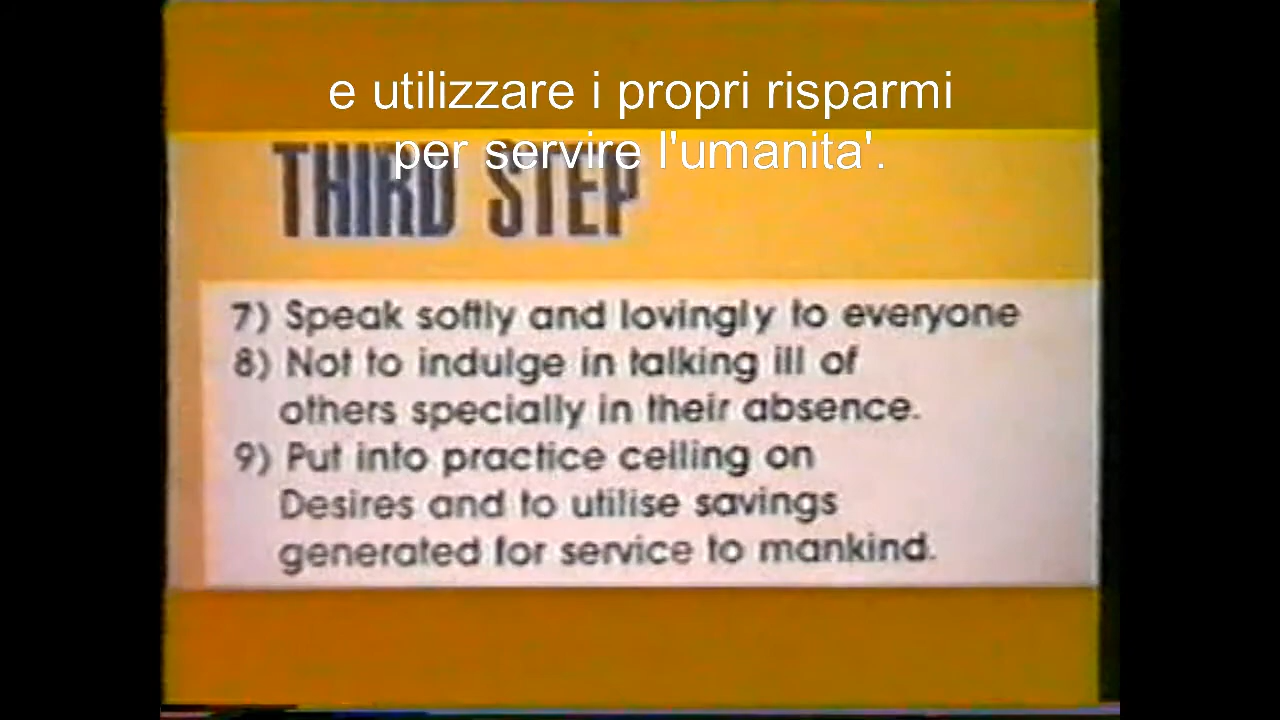 e utilizzare i propri risparmi
per servire l'umanita'.
THIRD STEP
7) Speak softly and lovingly to everyone
8) Not to indulge in talking ill of
others specially in their absence.
9) Put into practice ceiling on
Desires and to utilise savings
generated for service to mankind.